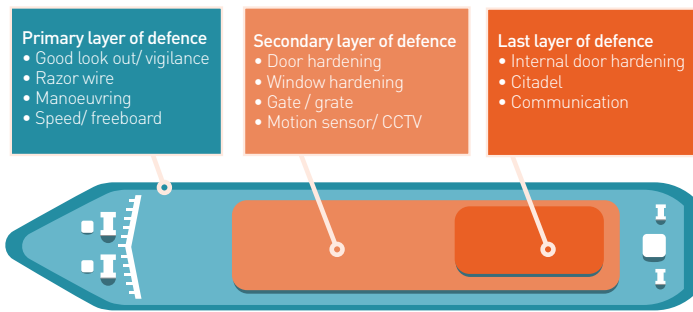 Primary layer of defence
• Good look out/ vigilance
• Razor wire
• Manoeuvring
• Speed/ freeboard
Secondary layer of defence
• Door hardening
• Window hardening
• Gate / grate
• Motion sensor/ CCTV
Last layer of defence
• Internal door hardening
• Citadel
• Communication